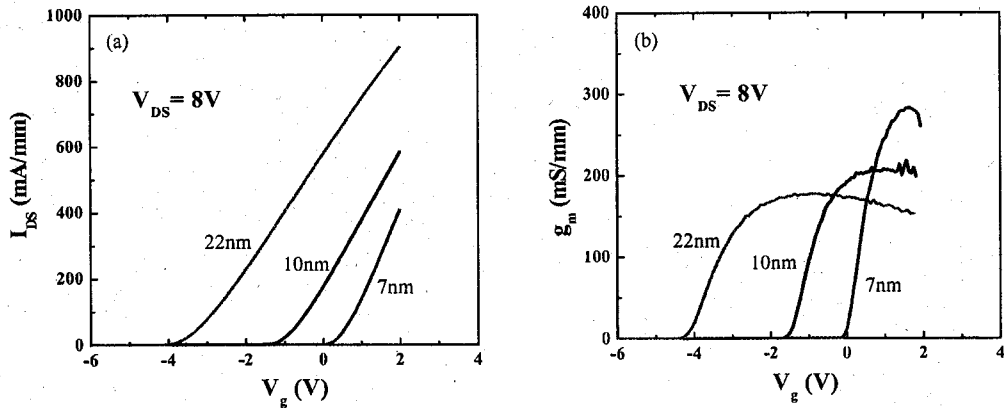 (a)
V_DS = 8V
22nm
10nm
7nm
I_DS (mA/mm)
1000
800
600
400
200
0
-6 -4 -2 0 2 4
V_g (V)
(b)
V_DS = 8V
22nm
10nm
7nm
g_m (mS/mm)
400
300
200
100
0
-6 -4 -2 0 2 4
V_g (V)